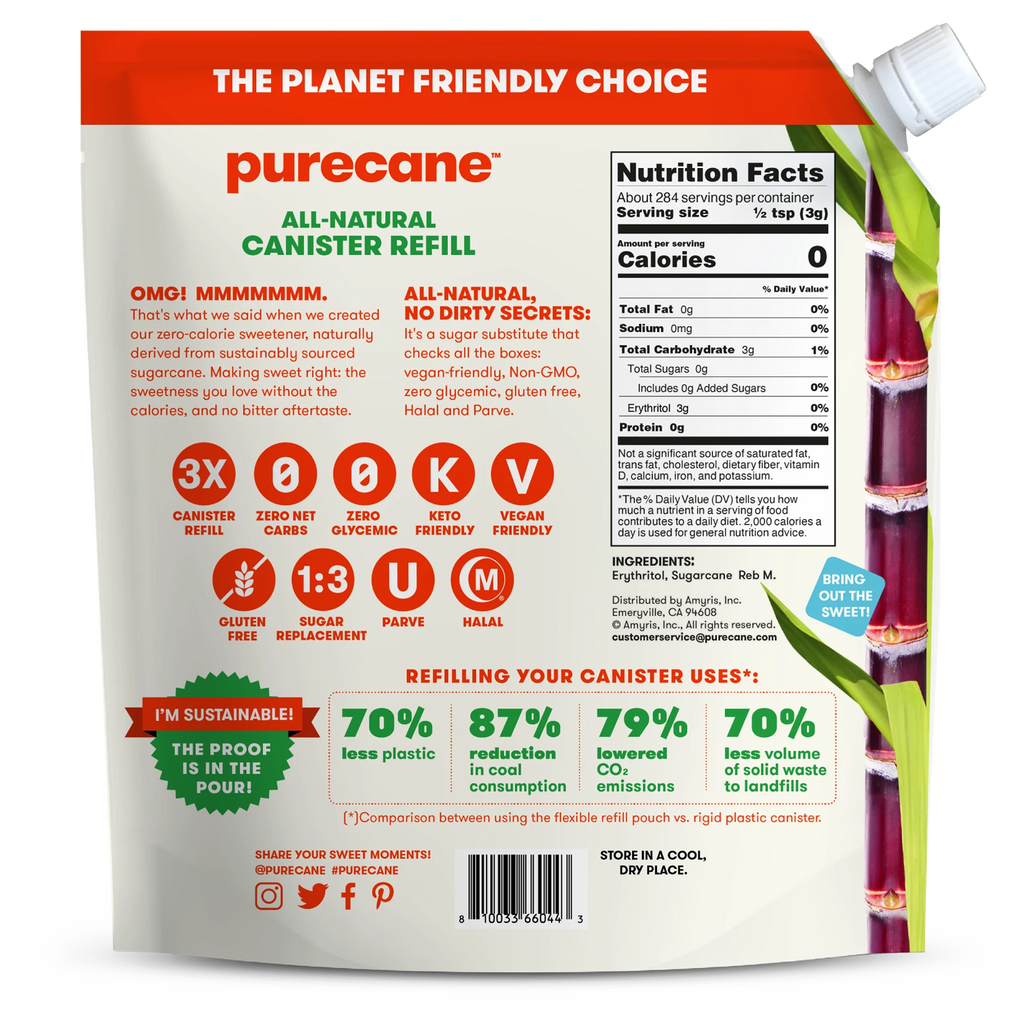 THE PLANET FRIENDLY CHOICE
purecane™
ALL-NATURAL
CANISTER REFILL
OMG! MMMMMMM.
That's what we said when we created
our zero-calorie sweetener, naturally
derived from sustainably sourced
sugarcane. Making sweet right: the
sweetness you love without the
calories, and no bitter aftertaste.
ALL-NATURAL,
NO DIRTY SECRETS:
It's a sugar substitute that
checks all the boxes:
vegan-friendly, Non-GMO,
zero glycemic, gluten free,
Halal and Parve.
3X
CANISTER
REFILL
0
ZERO NET
CARBS
0
ZERO
GLYCEMIC
K
KETO
FRIENDLY
V
VEGAN
FRIENDLY
GLUTEN
FREE
1:3
SUGAR
REPLACEMENT
U
PARVE
M®
HALAL
Nutrition Facts
About 284 servings per container
Serving size ½ tsp (3g)
Amount per serving
Calories 0
% Daily Value*
Total Fat 0g 0%
Sodium 0mg 0%
Total Carbohydrate 3g 1%
Total Sugars 0g
Includes 0g Added Sugars 0%
Erythritol 3g 0%
Protein 0g 0%
Not a significant source of saturated fat,
trans fat, cholesterol, dietary fiber, vitamin
D, calcium, iron, and potassium.
*The % Daily Value (DV) tells you how
much a nutrient in a serving of food
contributes to a daily diet. 2,000 calories a
day is used for general nutrition advice.
INGREDIENTS:
Erythritol, Sugarcane Reb M.
Distributed by Amyris, Inc.
Emeryville, CA 94608
© Amyris, Inc., All rights reserved.
customerservice@purecane.com
BRING
OUT THE
SWEET!
I'M SUSTAINABLE!
THE PROOF
IS IN THE
POUR!
REFILLING YOUR CANISTER USES*:
70%
less plastic
87%
reduction
in coal
consumption
79%
lowered
CO₂
emissions
70%
less volume
of solid waste
to landfills
(*)Comparison between using the flexible refill pouch vs. rigid plastic canister.
SHARE YOUR SWEET MOMENTS!
@PURECANE #PURECANE
8 10033 66044 3
STORE IN A COOL,
DRY PLACE.